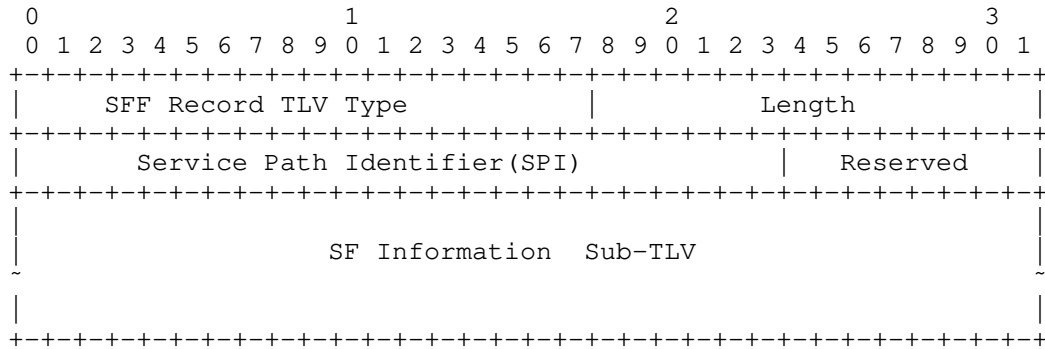 0                   1                   2                   3
0 1 2 3 4 5 6 7 8 9 0 1 2 3 4 5 6 7 8 9 0 1 2 3 4 5 6 7 8 9 0 1
+-+-+-+-+-+-+-+-+-+-+-+-+-+-+-+-+-+-+-+-+-+-+-+-+-+-+-+-+-+-+-+-+
| SFF Record TLV Type | Length |
+-+-+-+-+-+-+-+-+-+-+-+-+-+-+-+-+-+-+-+-+-+-+-+-+-+-+-+-+-+-+-+-+
| Service Path Identifier(SPI) | Reserved |
+-+-+-+-+-+-+-+-+-+-+-+-+-+-+-+-+-+-+-+-+-+-+-+-+-+-+-+-+-+-+-+-+
| |
| SF Information  Sub-TLV |
~ ~
| |
+-+-+-+-+-+-+-+-+-+-+-+-+-+-+-+-+-+-+-+-+-+-+-+-+-+-+-+-+-+-+-+-+